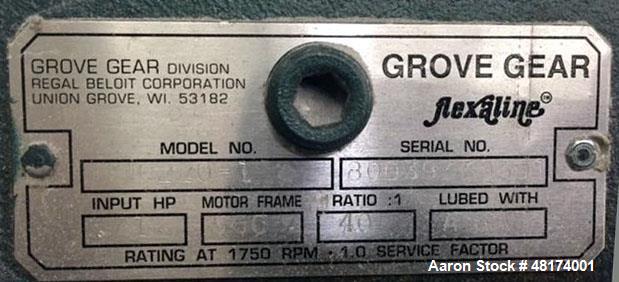 GROVE GEAR DIVISION
REGAL BELOIT CORPORATION
UNION GROVE, WI. 53182
GROVE GEAR
flexaline™
MODEL NO.
SERIAL NO.
INPUT HP
MOTOR FRAME
RATIO :1
LUBED WITH
40
A
RATING AT 1750 RPM · 1.0 SERVICE FACTOR
Aaron Stock # 48174001